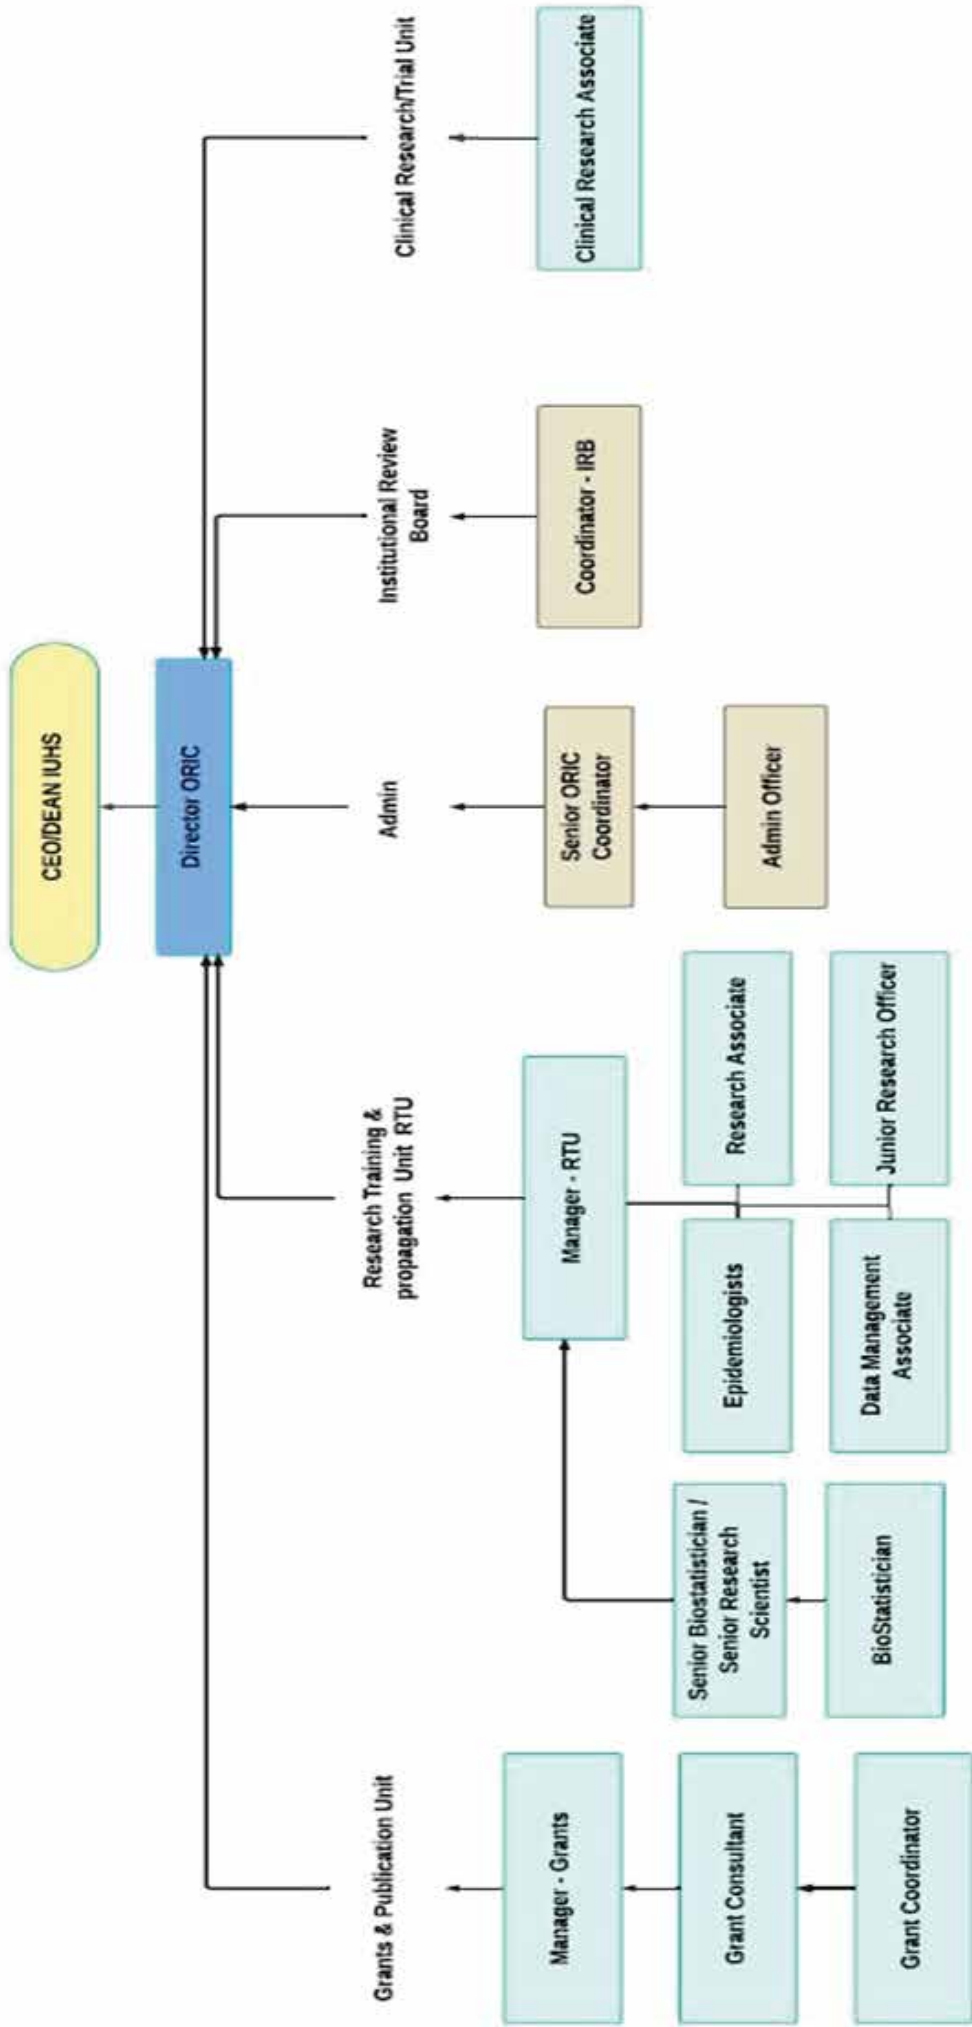 CEO/DEAN IUHS
Director ORIC
Grants & Publication Unit
Research Training &
propagation Unit RTU
Admin
Institutional Review
Board
Clinical Research/Trial Unit
Manager - Grants
Manager - RTU
Senior ORIC
Coordinator
Coordinator - IRB
Clinical Research Associate
Grant Consultant
Senior Biostatistician /
Senior Research
Scientist
Epidemiologists
Research Associate
Admin Officer
Grant Coordinator
BioStatistician
Data Management
Associate
Junior Research Officer